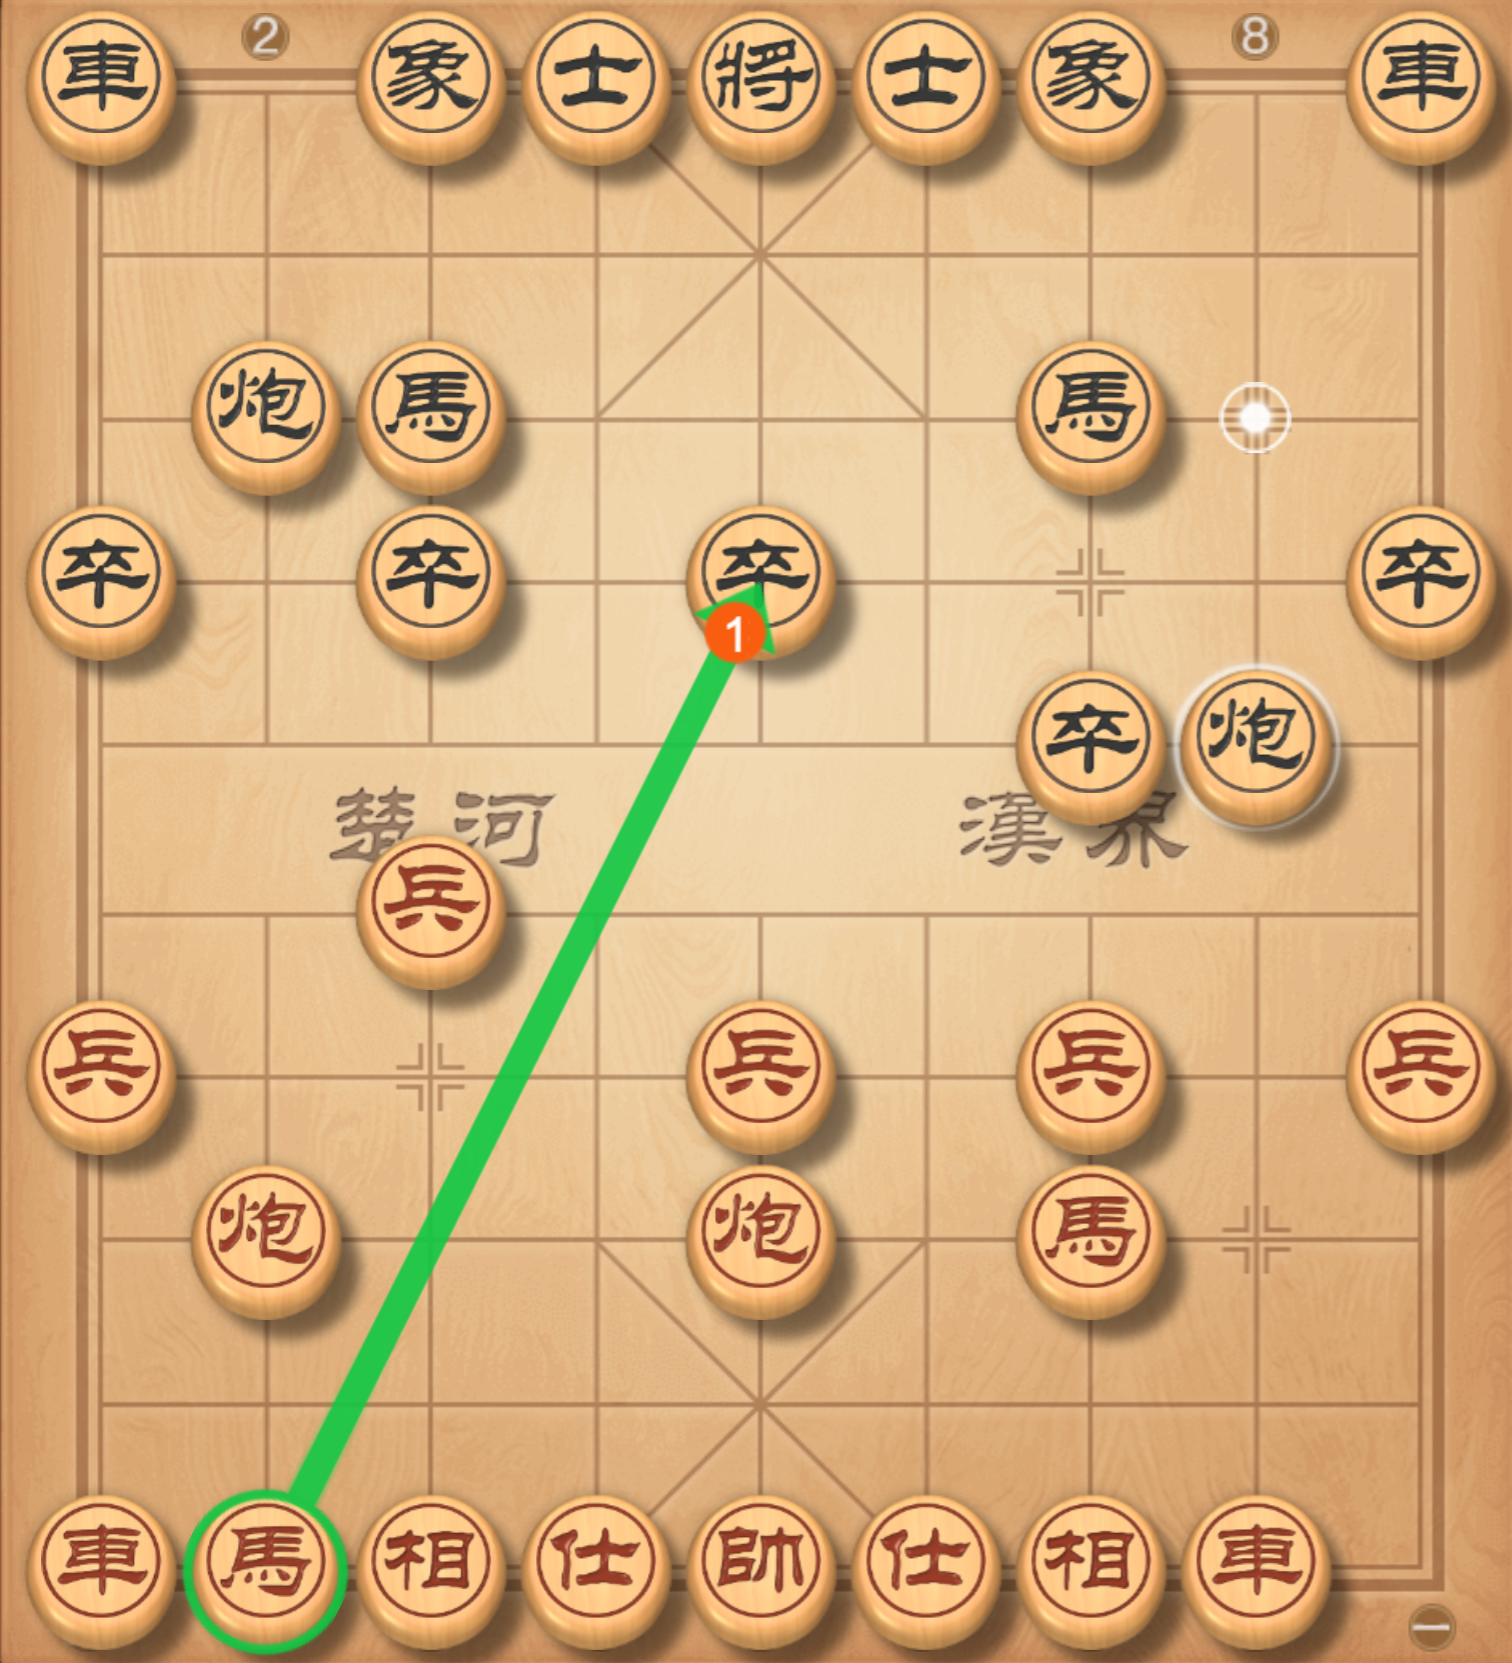 2 8
車 象 士 將 士 象 車
炮 馬 馬
卒 卒 卒 卒
1
卒 炮
楚河 漢界
兵
兵 兵 兵 兵
炮 炮 馬
車 馬 相 仕 帥 仕 相 車
一